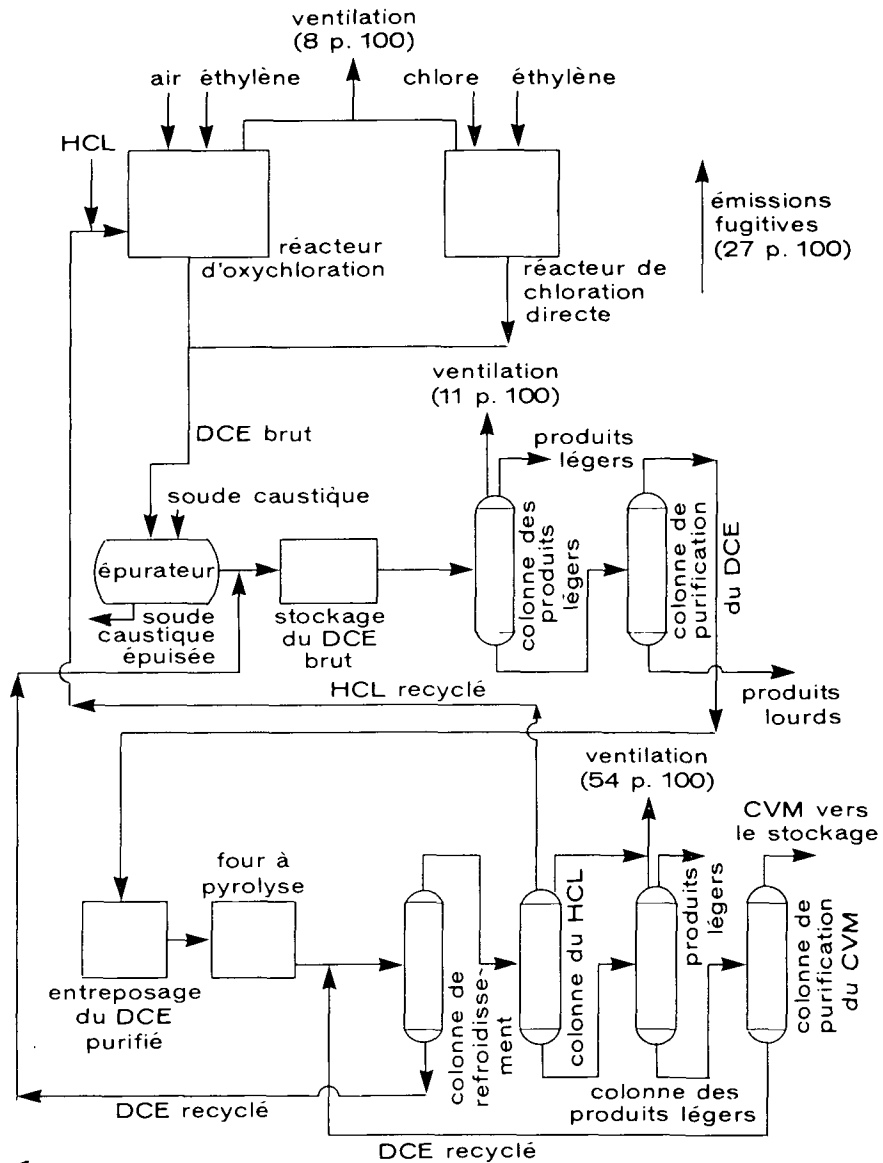 ventilation
(8 p. 100)
air
éthylène
chlore
éthylène
HCL
émissions
fugitives
(27 p. 100)
réacteur
d'oxychloration
réacteur de
chloration
directe
ventilation
(11 p. 100)
DCE brut
produits
légers
soude caustique
épurateur
colonne des
produits
légers
colonne de
purification
du DCE
soude
caustique
épuisée
stockage
du DCE
brut
HCL recyclé
produits
lourds
ventilation
(54 p. 100)
CVM vers
le stockage
four à
pyrolyse
produits
légers
colonne du HCL
colonne de
purification
du CVM
entreposage
du DCE
purifié
colonne de
refroidisse-
ment
colonne des
produits légers
DCE recyclé
DCE recyclé